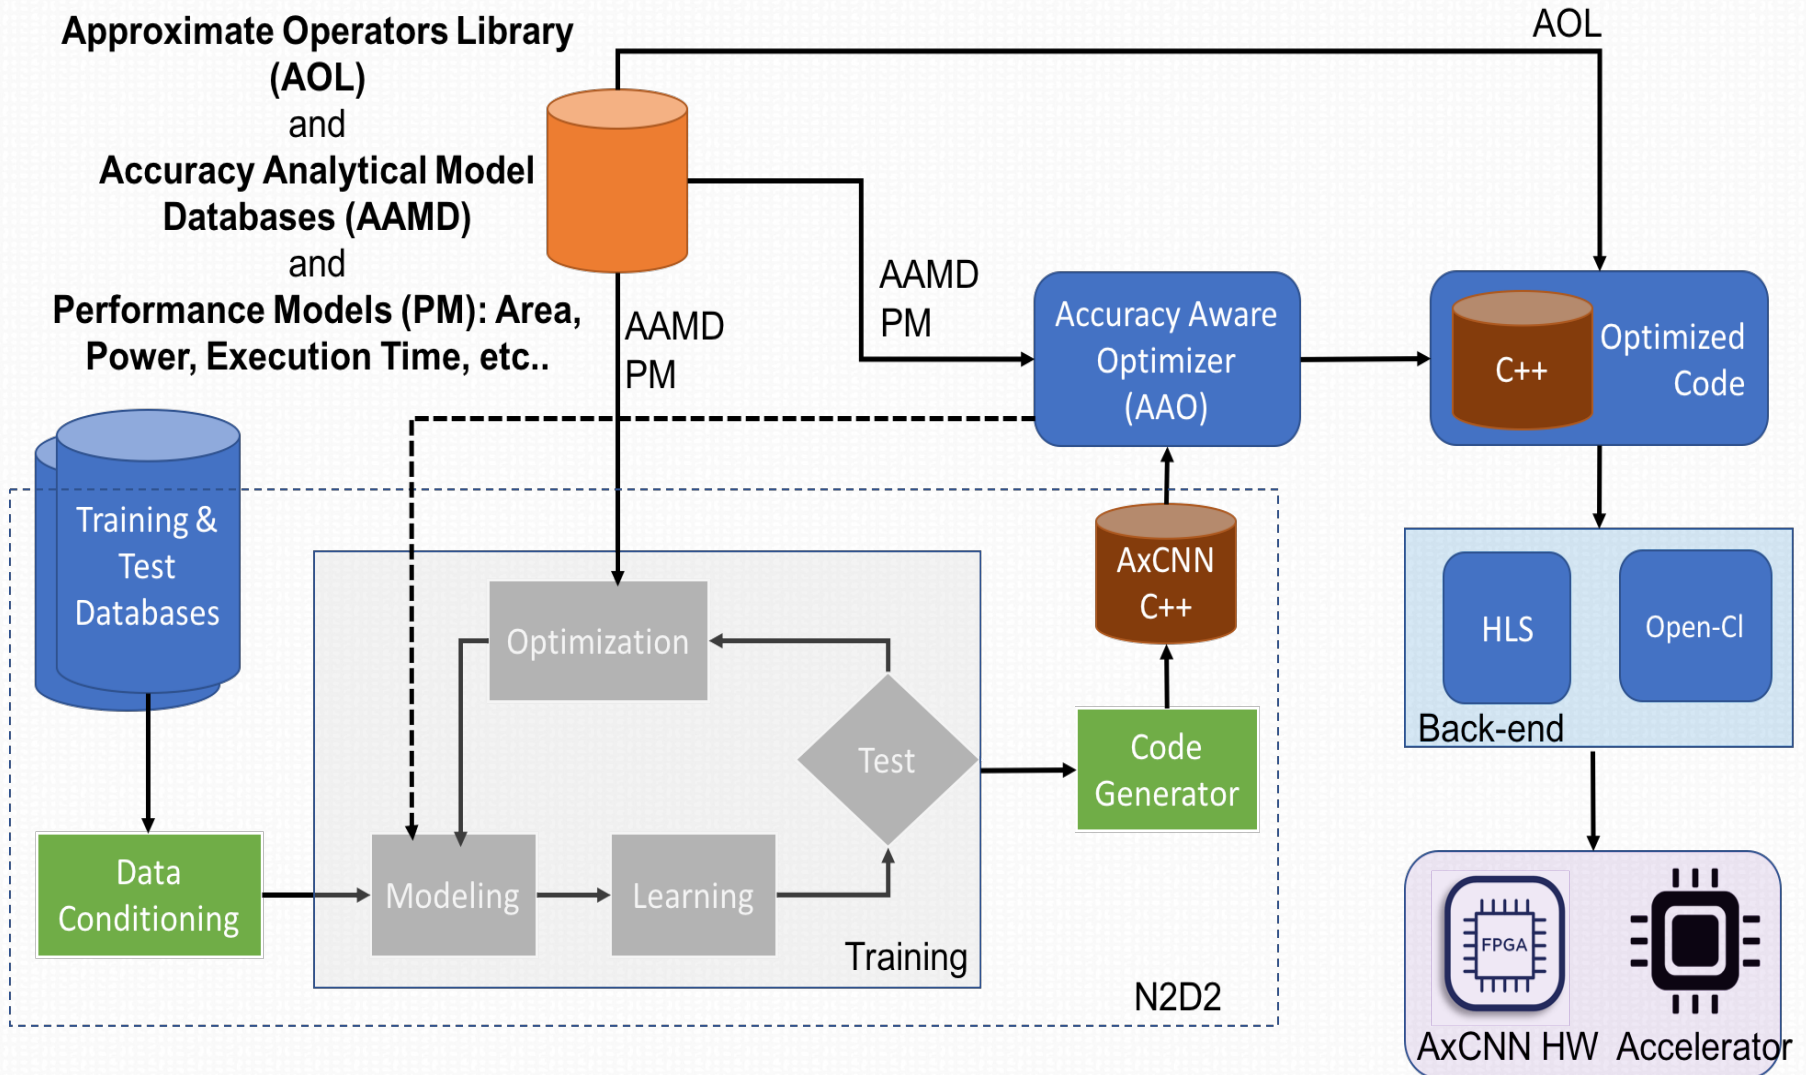 Approximate Operators Library
(AOL)
and
Accuracy Analytical Model
Databases (AAMD)
and
Performance Models (PM): Area,
Power, Execution Time, etc..
AOL
AAMD
PM
AAMD
PM
Accuracy Aware
Optimizer
(AAO)
C++
Optimized
Code
Training &
Test
Databases
AxCNN
C++
Optimization
HLS
Open-Cl
Back-end
Test
Code
Generator
Data
Conditioning
Modeling
Learning
Training
N2D2
FPGA
AxCNN HW Accelerator